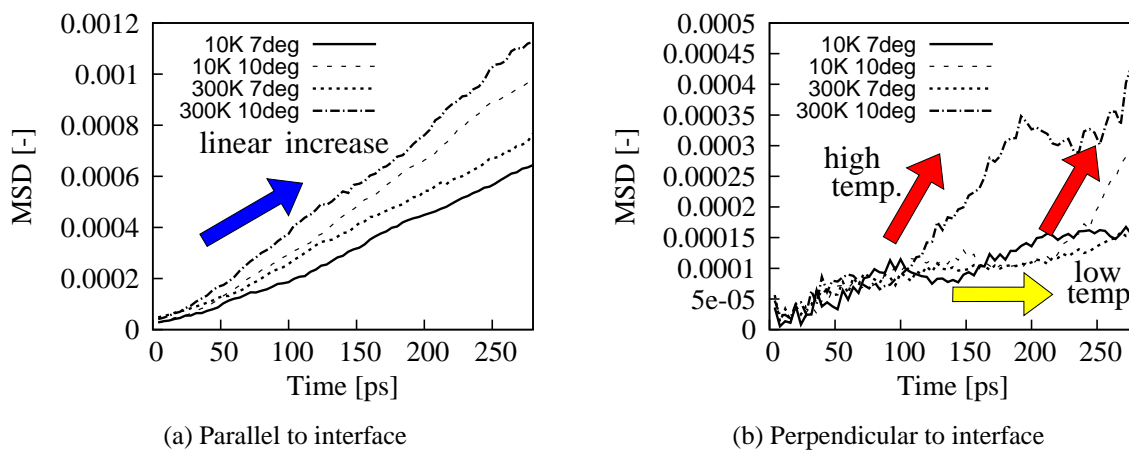 0.0012
0.001
0.0008
0.0006
0.0004
0.0002
0
MSD [-]
10K 7deg
10K 10deg
300K 7deg
300K 10deg
linear increase
0 50 100 150 200 250
Time [ps]
(a) Parallel to interface
0.0005
0.00045
0.0004
0.00035
0.0003
0.00025
0.0002
0.00015
0.0001
5e-05
0
MSD [-]
10K 7deg
10K 10deg
300K 7deg
300K 10deg
high
temp.
low
temp
0 50 100 150 200 250
Time [ps]
(b) Perpendicular to interface